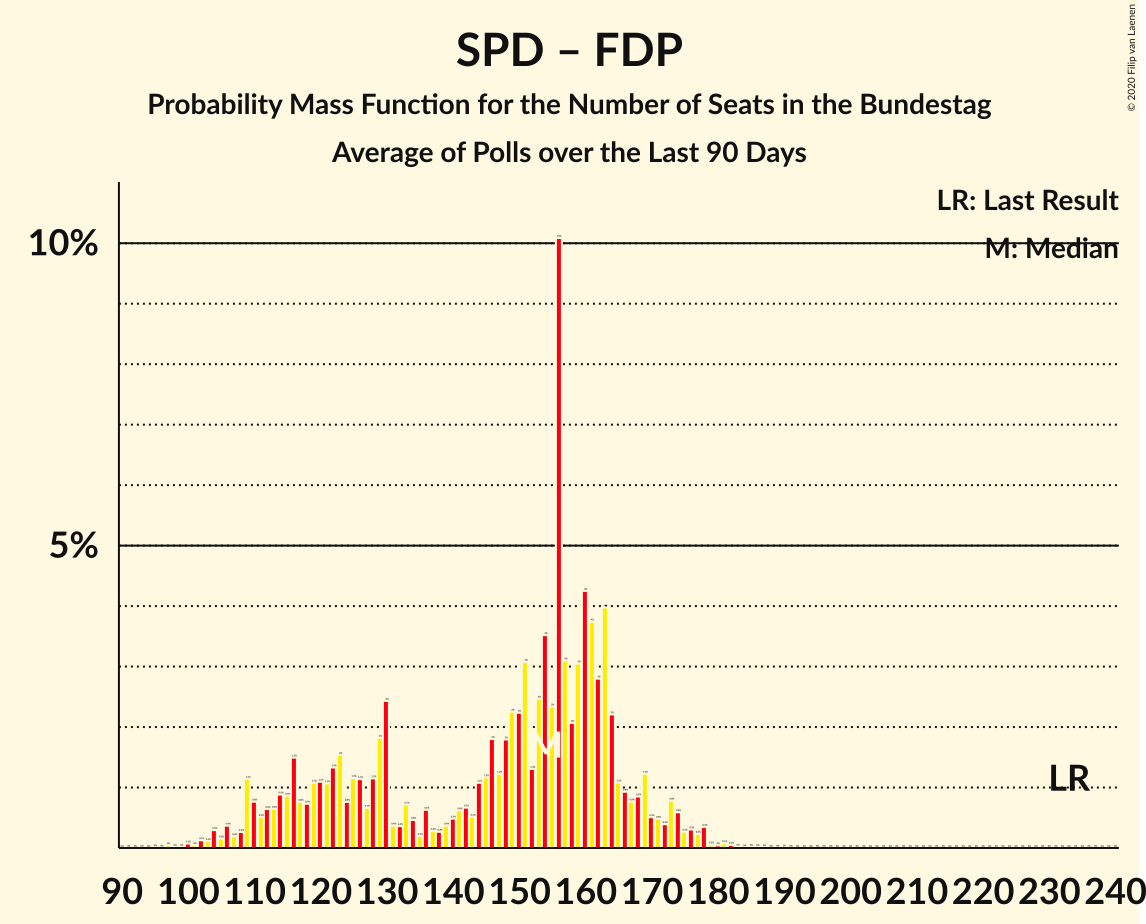 SPD – FDP
Probability Mass Function for the Number of Seats in the Bundestag
Average of Polls over the Last 90 Days
© 2020 Filip van Laenen
LR: Last Result
M: Median
10%
5%
M
LR
90 100 110 120 130 140 150 160 170 180 190 200 210 220 230 240